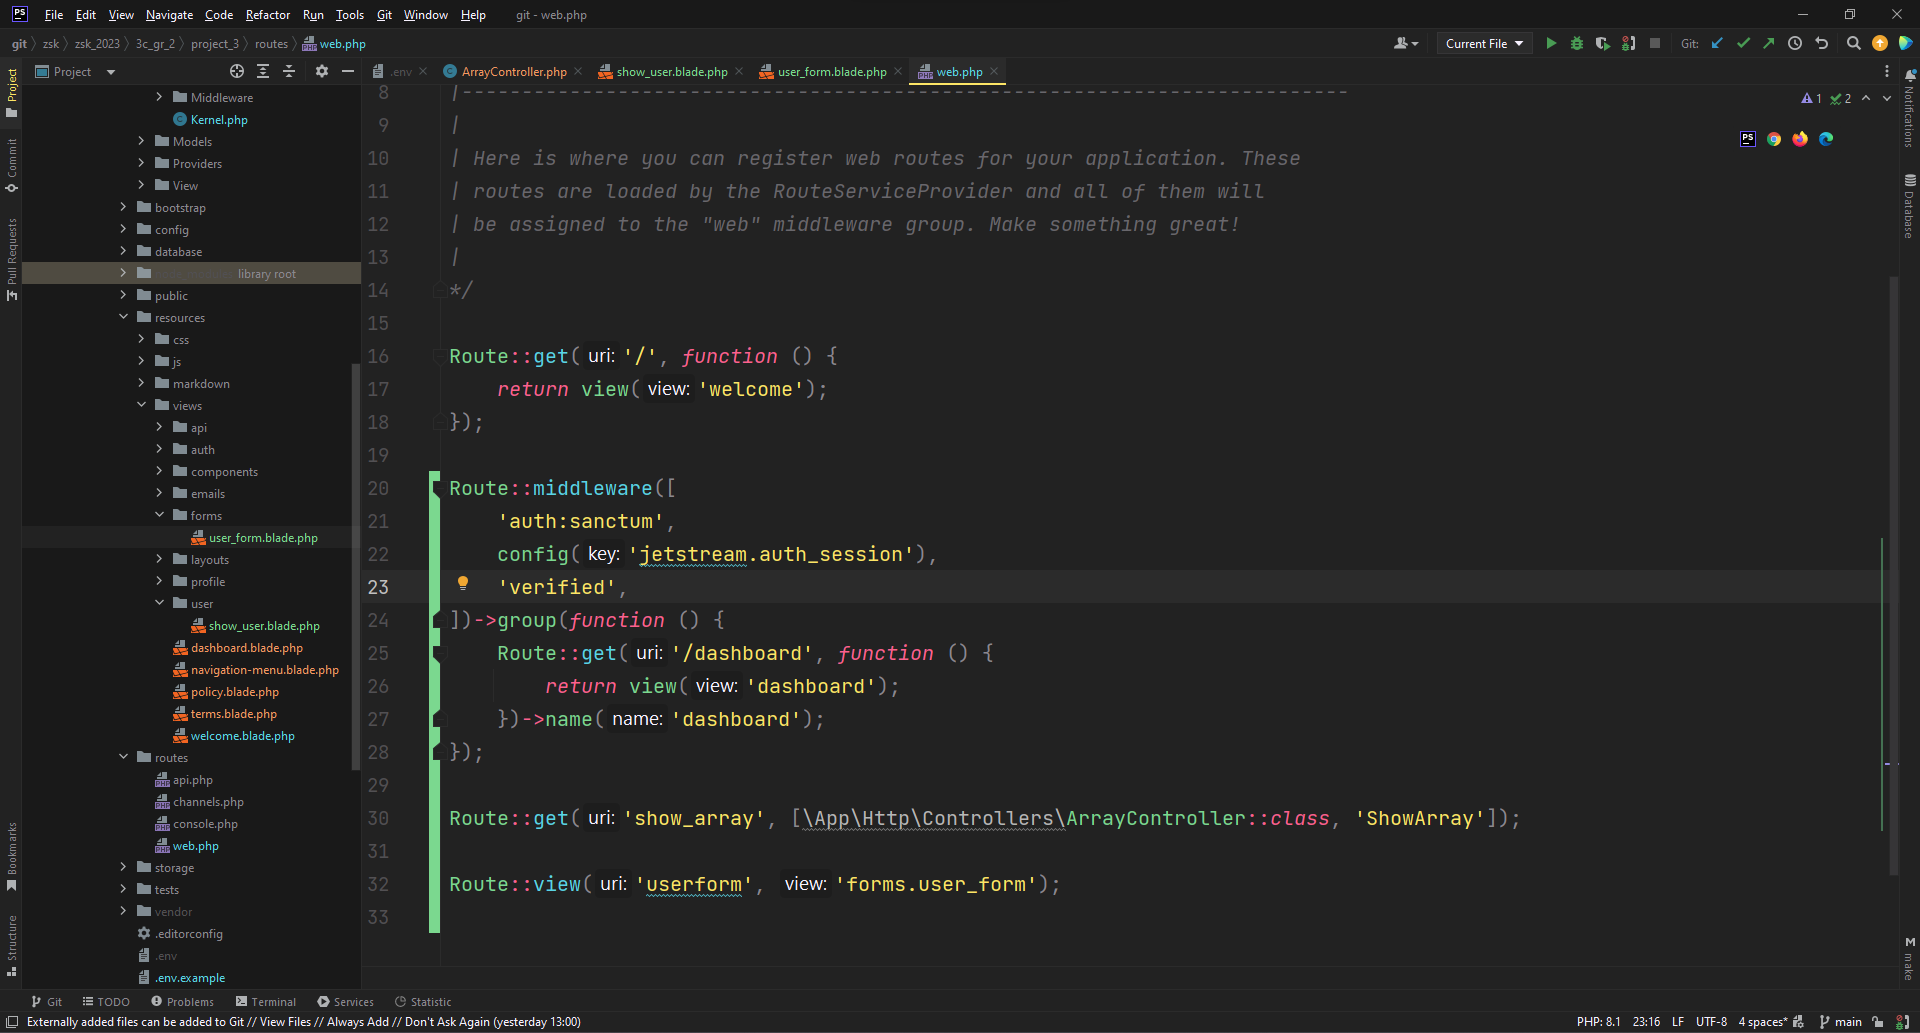 PS File Edit View Navigate Code Refactor Run Tools Git Window Help git - web.php
git zsk zsk_2023 3c_gr_2 project_3 routes web.php
Current File Git:
Project
.env ArrayController.php show_user.blade.php user_form.blade.php web.php
Project
Commit
Pull Requests
Bookmarks
Structure
Middleware
Kernel.php
Models
Providers
View
bootstrap
config
database
library root
public
resources
css
js
markdown
views
api
auth
components
emails
forms
user_form.blade.php
layouts
profile
user
show_user.blade.php
dashboard.blade.php
navigation-menu.blade.php
policy.blade.php
terms.blade.php
welcome.blade.php
routes
api.php
channels.php
console.php
web.php
storage
tests
vendor
.editorconfig
.env
.env.example
1 2
8 |--------------------------------------------------------------------------
9 |
10 | Here is where you can register web routes for your application. These
11 | routes are loaded by the RouteServiceProvider and all of them will
12 | be assigned to the "web" middleware group. Make something great!
13 |
14 */
15
16 Route::get( uri: '/', function () {
17 return view( view: 'welcome');
18 });
19
20 Route::middleware([
21 'auth:sanctum',
22 config( key: 'jetstream.auth_session'),
23 'verified',
24 ])->group(function () {
25 Route::get( uri: '/dashboard', function () {
26 return view( view: 'dashboard');
27 })->name( name: 'dashboard');
28 });
29
30 Route::get( uri: 'show_array', [\App\Http\Controllers\ArrayController::class, 'ShowArray']);
31
32 Route::view( uri: 'userform', view: 'forms.user_form');
33
Notifications
Database
make
Git TODO Problems Terminal Services Statistic
Externally added files can be added to Git // View Files // Always Add // Don't Ask Again (yesterday 13:00) PHP: 8.1 23:16 LF UTF-8 4 spaces* main